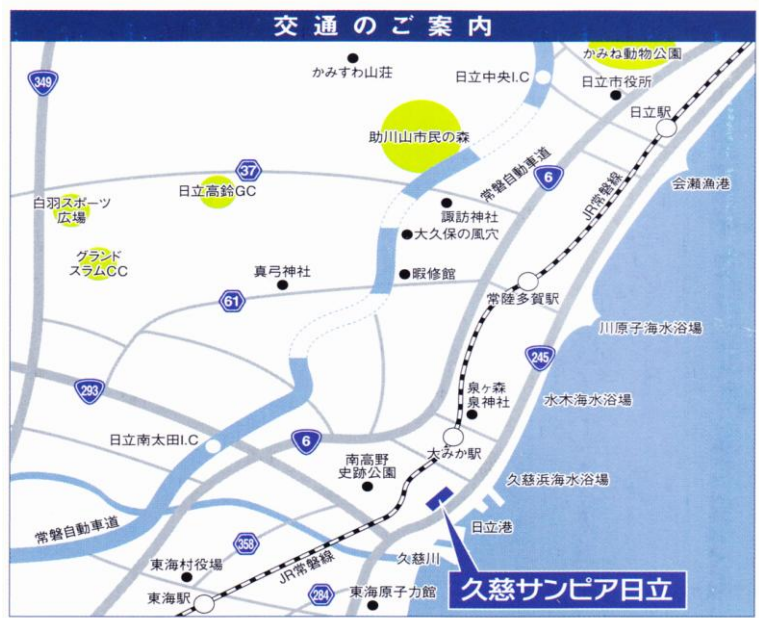 交通のご案内
かみね動物公園
349
かみすわ山荘
日立中央I.C
日立市役所
日立駅
助川山市民の森
37
常磐自動車道
6
JR常磐線
会瀬漁港
日立高鈴GC
白羽スポーツ
広場
諏訪神社
大久保の風穴
グランド
スラムCC
真弓神社
暇修館
61
常陸多賀駅
川原子海水浴場
245
293
水木海水浴場
泉ヶ森
泉神社
日立南太田I.C
6
大みか駅
南高野
史跡公園
久慈浜海水浴場
日立港
常磐自動車道
358
久慈川
東海村役場
JR常磐線
久慈サンピア日立
東海駅
284
東海原子力館